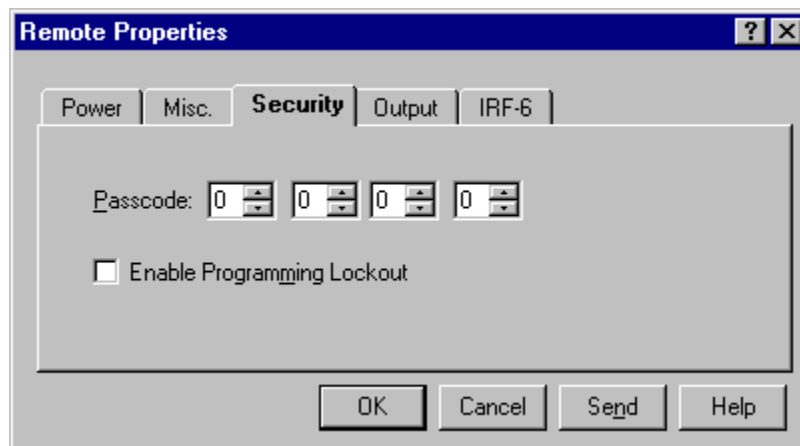 Remote Properties
Power Misc. Security Output IRF-6
Passcode: 0 0 0 0
Enable Programming Lockout
OK Cancel Send Help